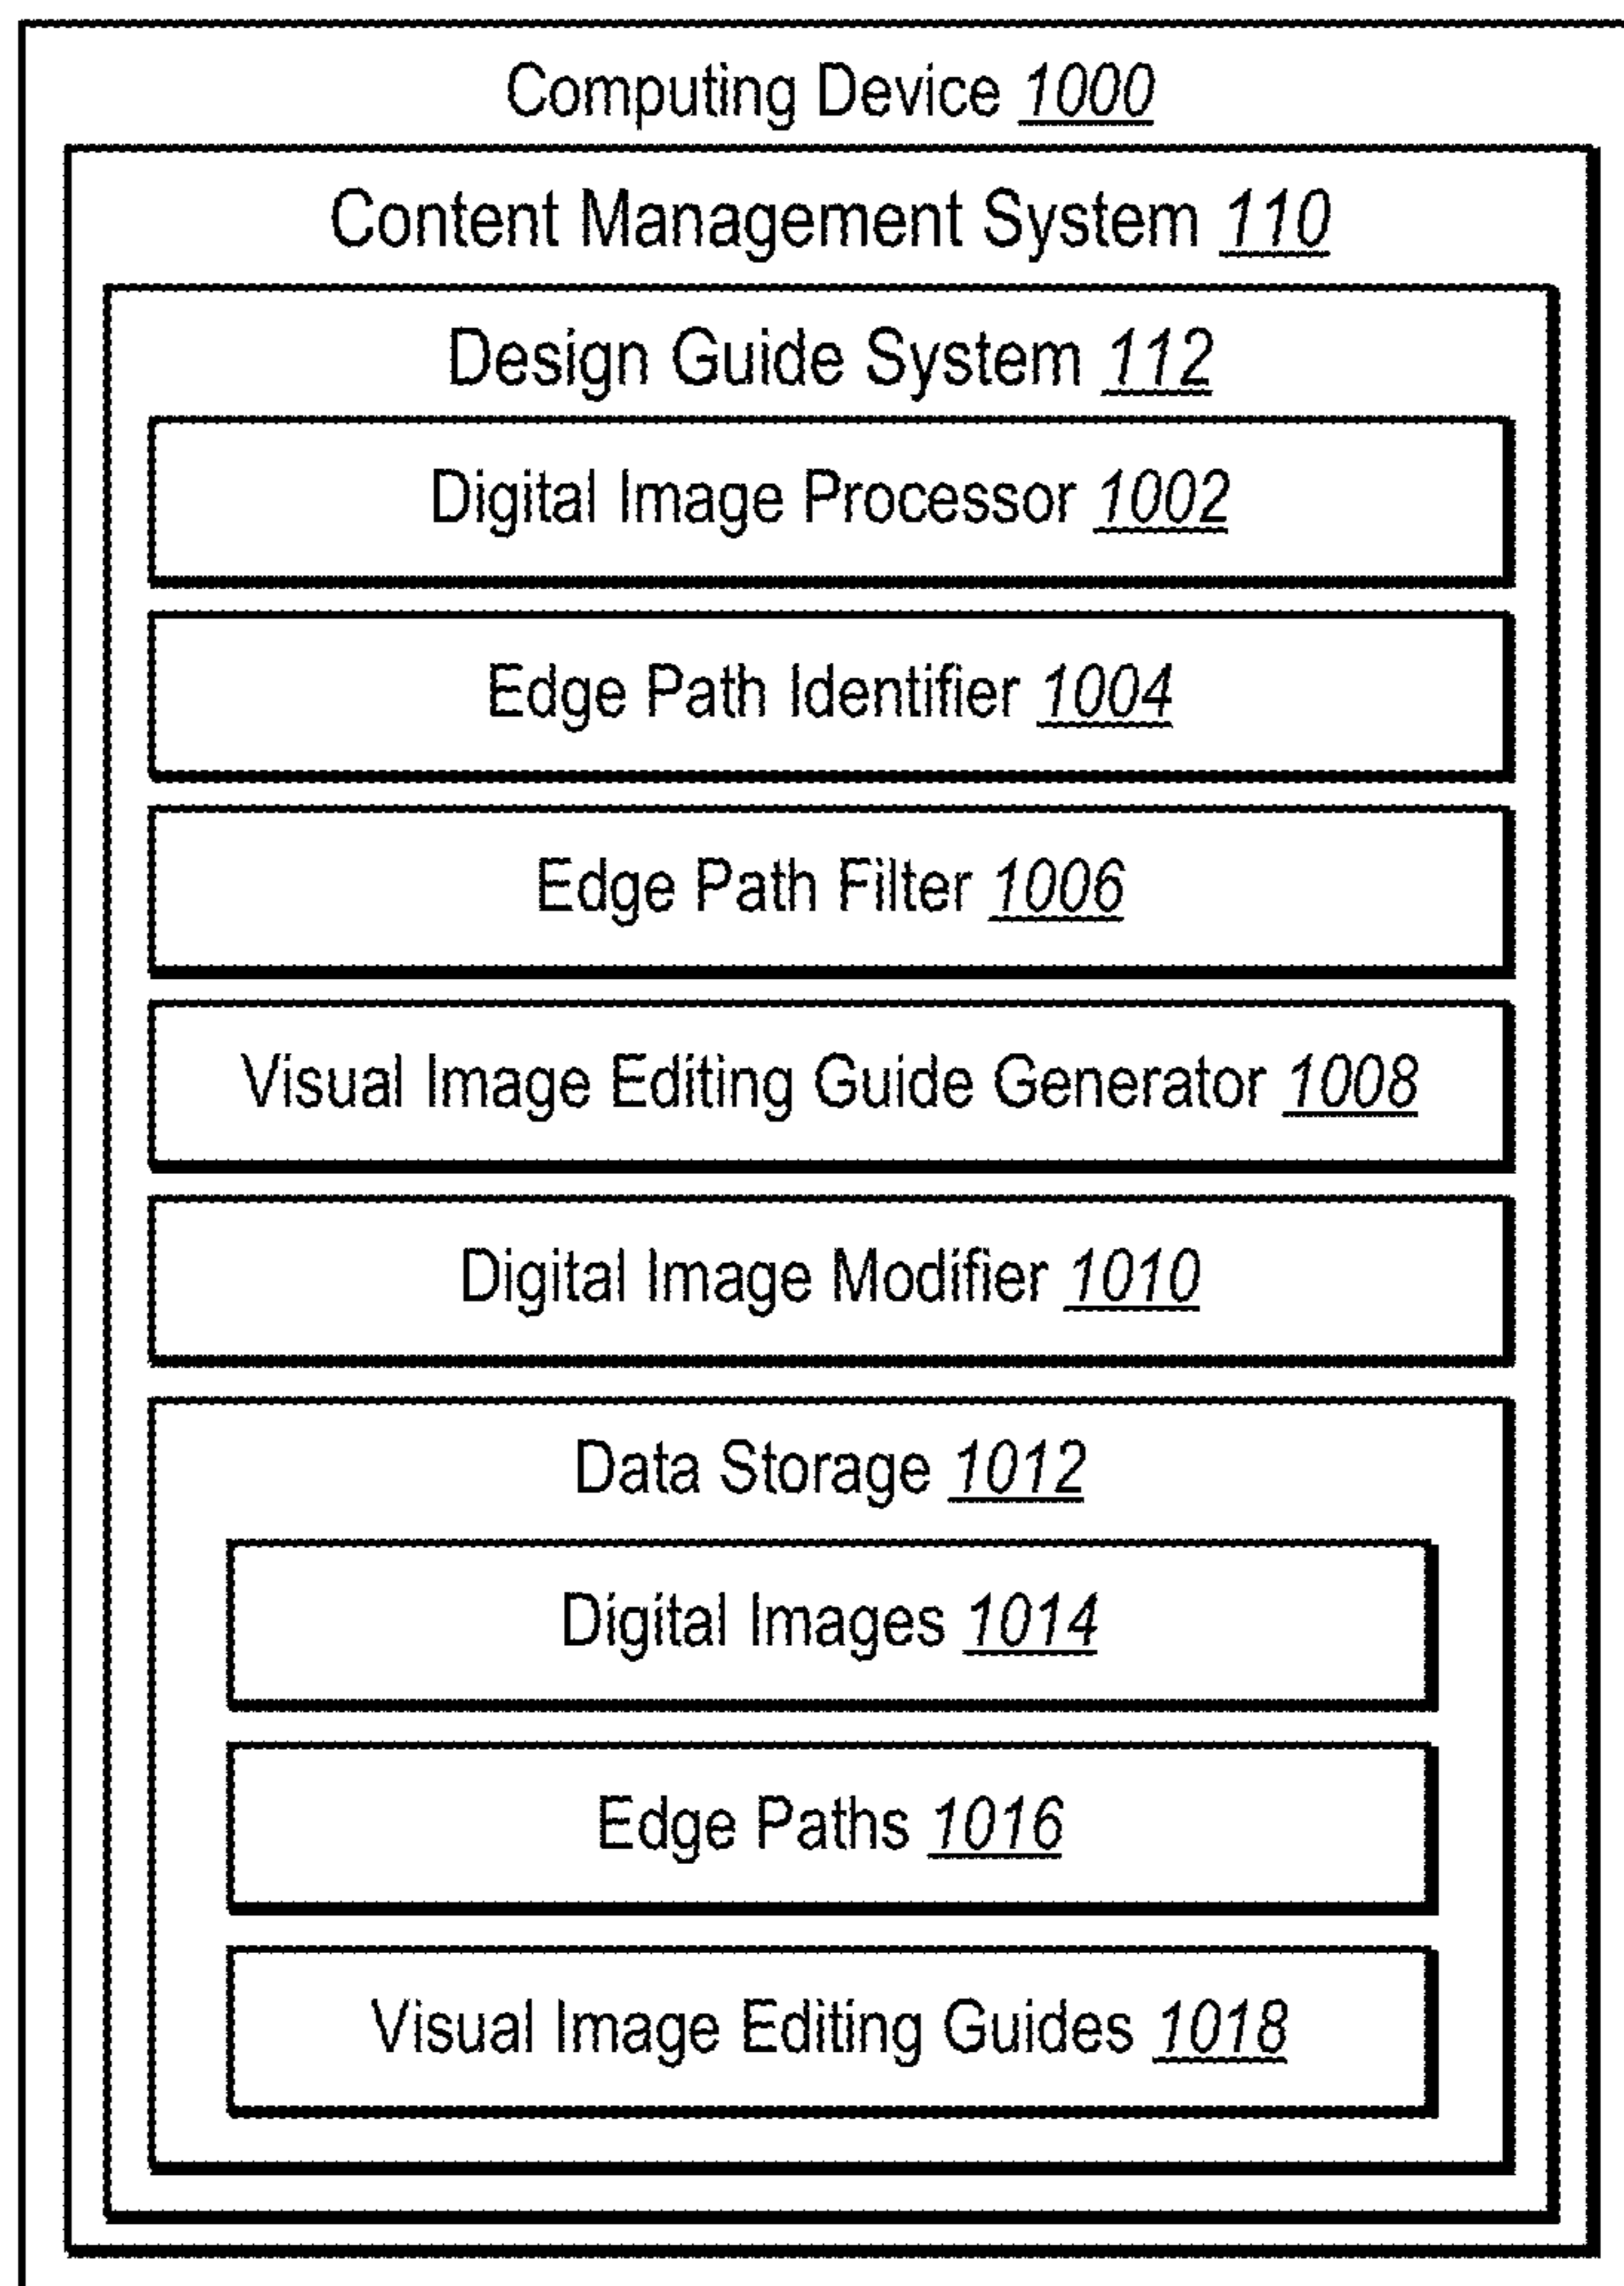 Computing Device 1000
Content Management System 110
Design Guide System 112
Digital Image Processor 1002
Edge Path Identifier 1004
Edge Path Filter 1006
Visual Image Editing Guide Generator 1008
Digital Image Modifier 1010
Data Storage 1012
Digital Images 1014
Edge Paths 1016
Visual Image Editing Guides 1018